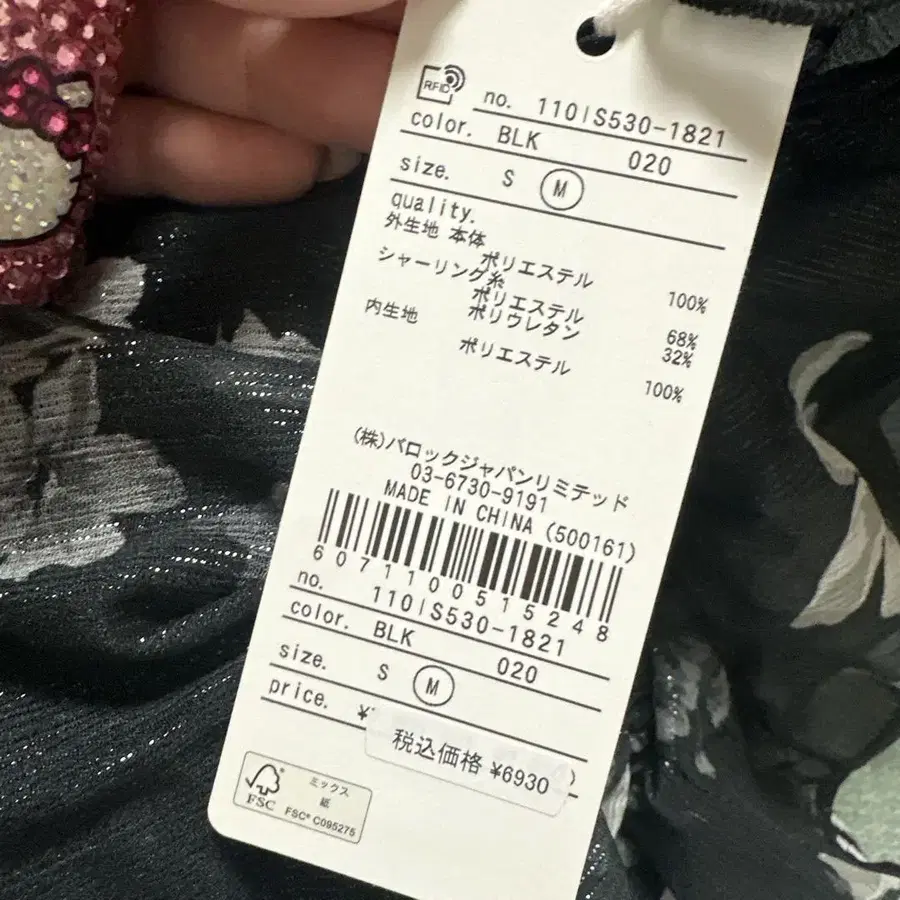 RFID
no. 110IS530-1821
color. BLK 020
size. S M
quality.
外生地 本体
ポリエステル 100%
シャーリング糸
ポリエステル 68%
ポリウレタン 32%
内生地
ポリエステル 100%
(株)バロックジャパンリミテッド
03-6730-9191
MADE IN CHINA (500161)
6071100515248
no. 110IS530-1821
color. BLK 020
size. S M
price. ¥
税込価格 ¥6930
FSC
ミックス
紙
FSC® C095275